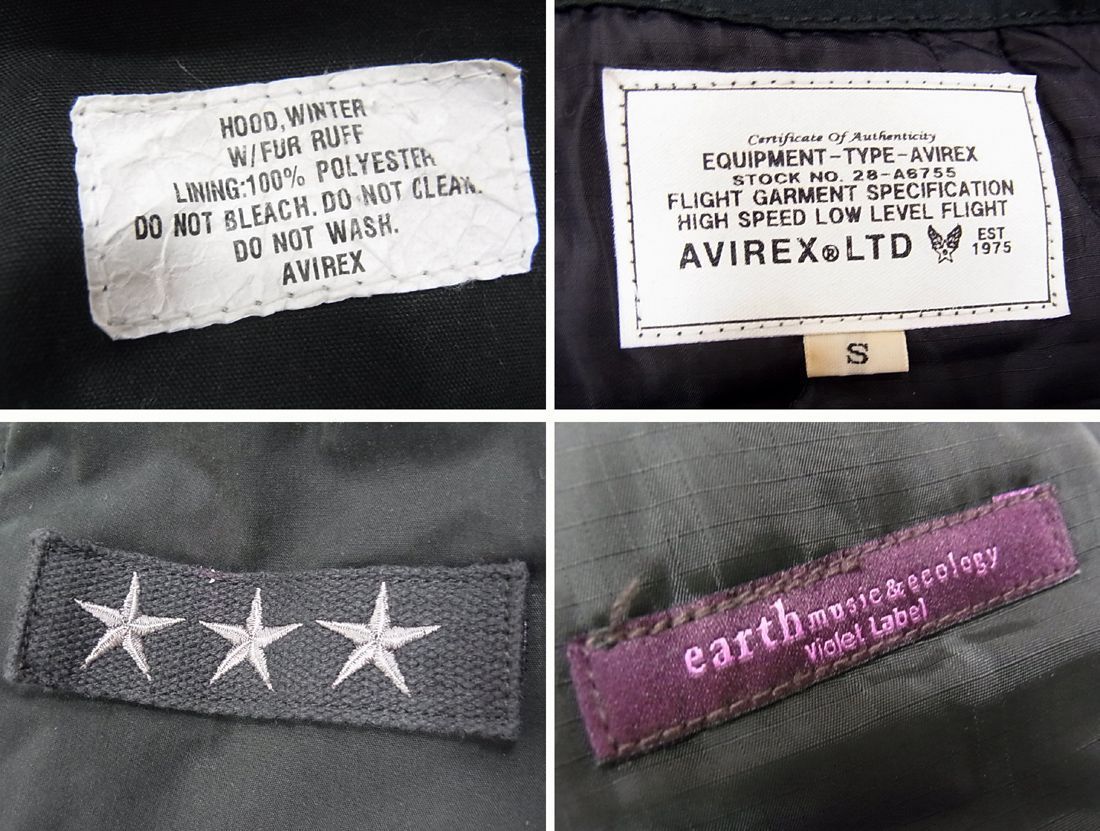 HOOD, WINTER
W/FUR RUFF
LINING:100% POLYESTER
DO NOT BLEACH. DO NOT CLEAN.
DO NOT WASH.
AVIREX
Certificate Of Authenticity
EQUIPMENT-TYPE-AVIREX
STOCK NO. 28-A6755
FLIGHT GARMENT SPECIFICATION
HIGH SPEED LOW LEVEL FLIGHT
AVIREX® LTD EST 1975
S
earth music&ecology
Violet Label